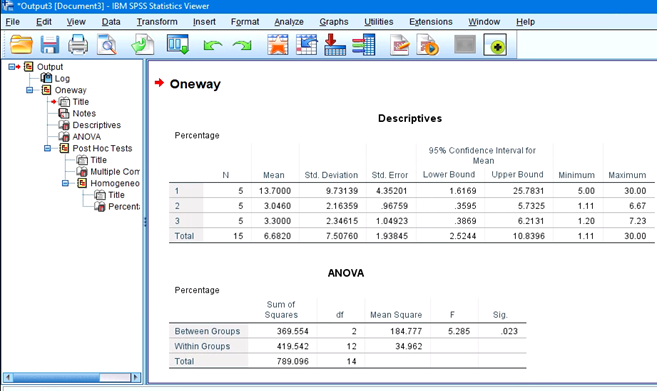 *Output3 [Document3] - IBM SPSS Statistics Viewer
File Edit View Data Transform Insert Format Analyze Graphs Utilities Extensions Window Help
Output
Log
Oneway
Title
Notes
Descriptives
ANOVA
Post Hoc Tests
Title
Multiple Com
Homogeneo
Title
Percent
Oneway
Descriptives
Percentage
95% Confidence Interval for
Mean
N Mean Std. Deviation Std. Error Lower Bound Upper Bound Minimum Maximum
1 5 13.7000 9.73139 4.35201 1.6169 25.7831 5.00 30.00
2 5 3.0460 2.16359 .96759 .3595 5.7325 1.11 6.67
3 5 3.3000 2.34615 1.04923 .3869 6.2131 1.20 7.23
Total 15 6.6820 7.50760 1.93845 2.5244 10.8396 1.11 30.00
ANOVA
Percentage
Sum of
Squares df Mean Square F Sig.
Between Groups 369.554 2 184.777 5.285 .023
Within Groups 419.542 12 34.962
Total 789.096 14